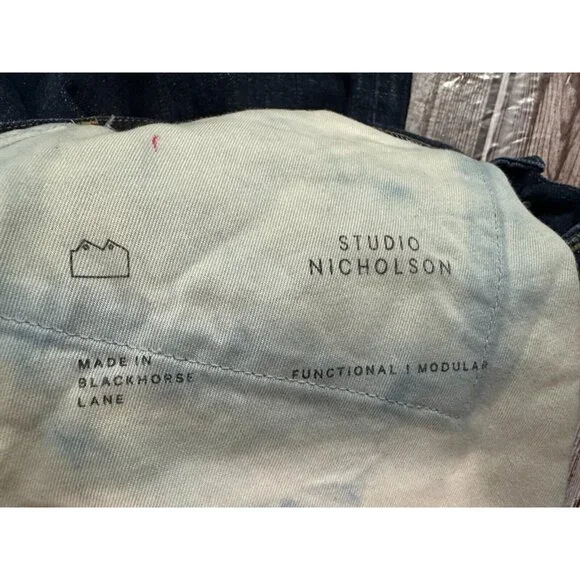 STUDIO
NICHOLSON
MADE IN
BLACKHORSE
LANE
FUNCTIONAL | MODULAR